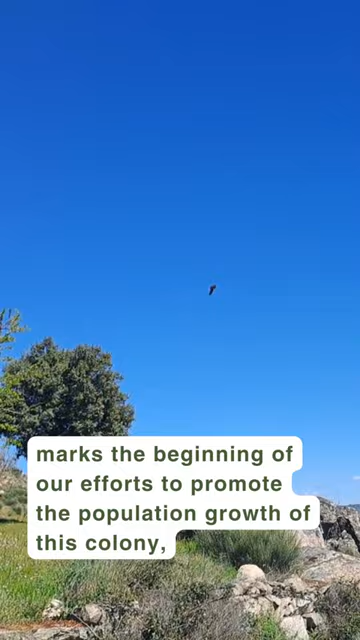 marks the beginning of
our efforts to promote
the population growth of
this colony,